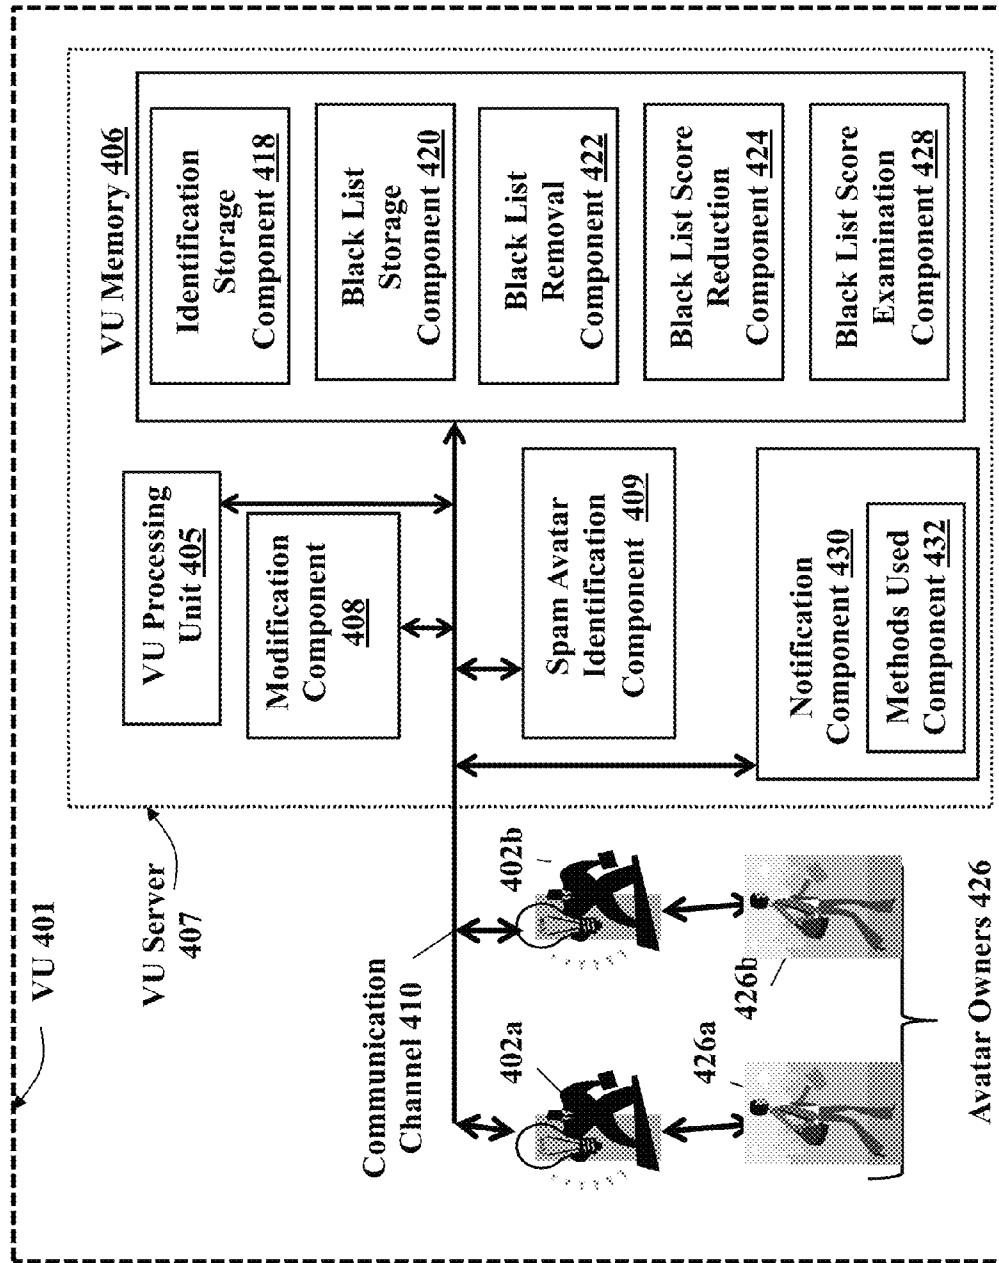 VU 401
VU Server
407
VU Memory 406
Identification
Storage
Component 418
Black List
Storage
Component 420
Black List
Removal
Component 422
Black List Score
Reduction
Component 424
Black List Score
Examination
Component 428
VU Processing
Unit 405
Modification
Component
408
Spam Avatar
Identification
Component 409
Notification
Component 430
Methods Used
Component 432
Communication
Channel 410
402a
402b
426a
426b
Avatar Owners 426